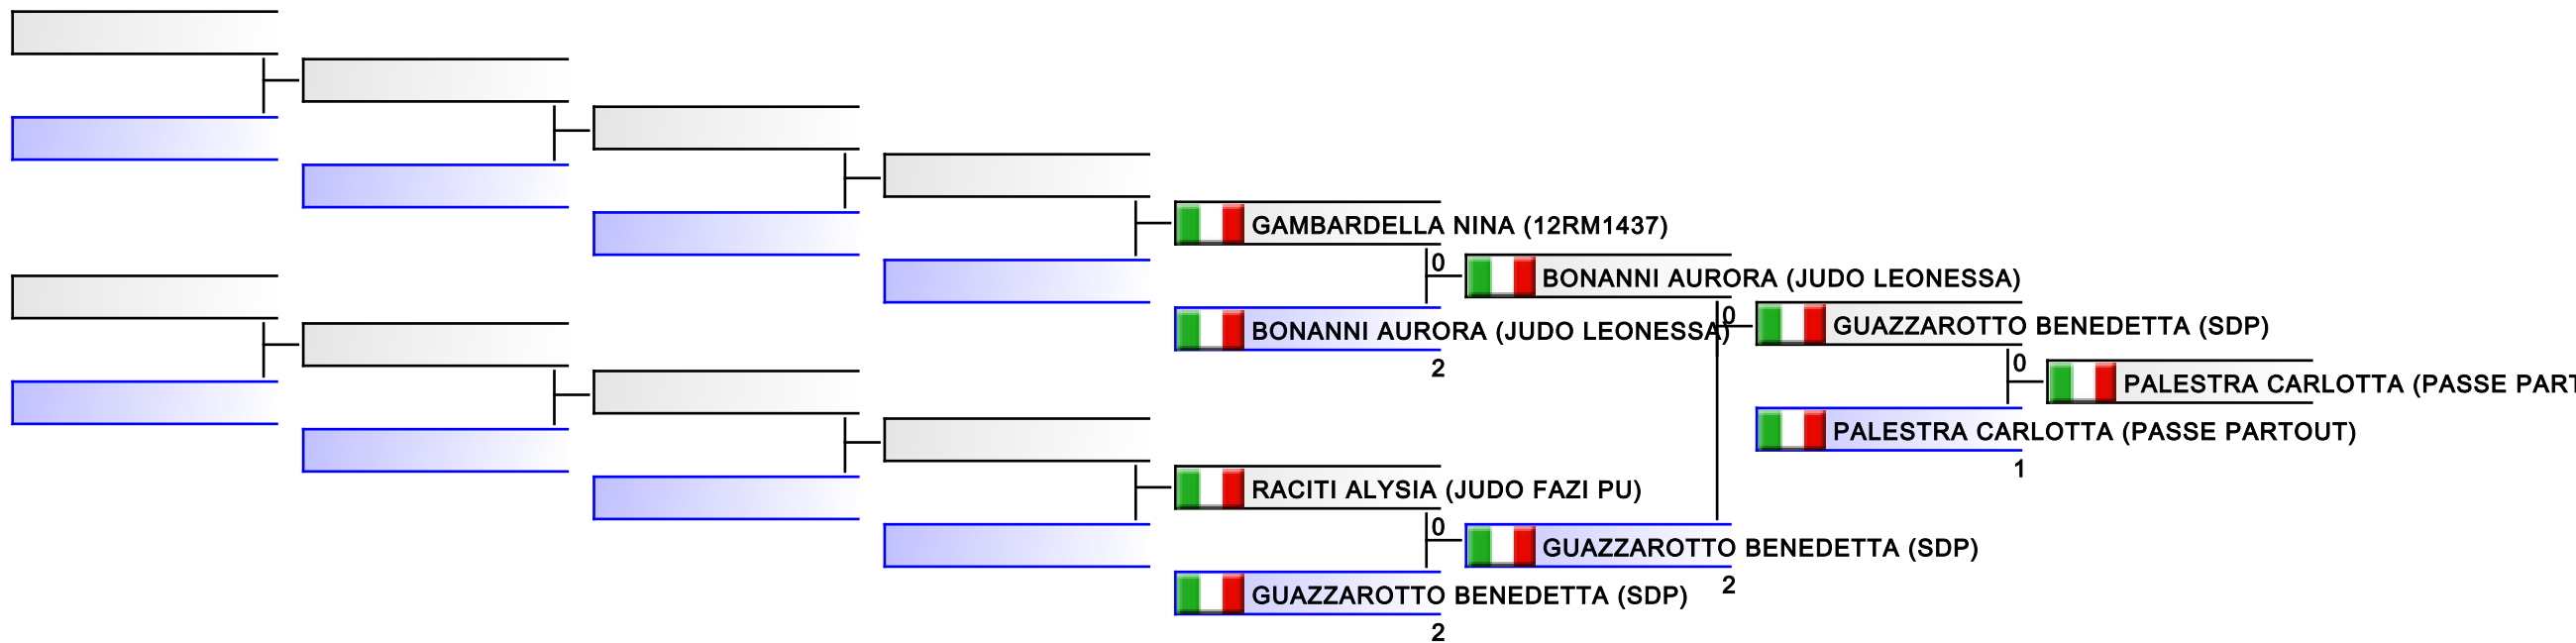 GAMBARDELLA NINA (12RM1437)
0
BONANNI AURORA (JUDO LEONESSA)
BONANNI AURORA (JUDO LEONESSA)
2
0
GUAZZAROTTO BENEDETTA (SDP)
0
PALESTRA CARLOTTA (PASSE PART
PALESTRA CARLOTTA (PASSE PARTOUT)
1
RACITI ALYSIA (JUDO FAZI PU)
0
GUAZZAROTTO BENEDETTA (SDP)
2
GUAZZAROTTO BENEDETTA (SDP)
2